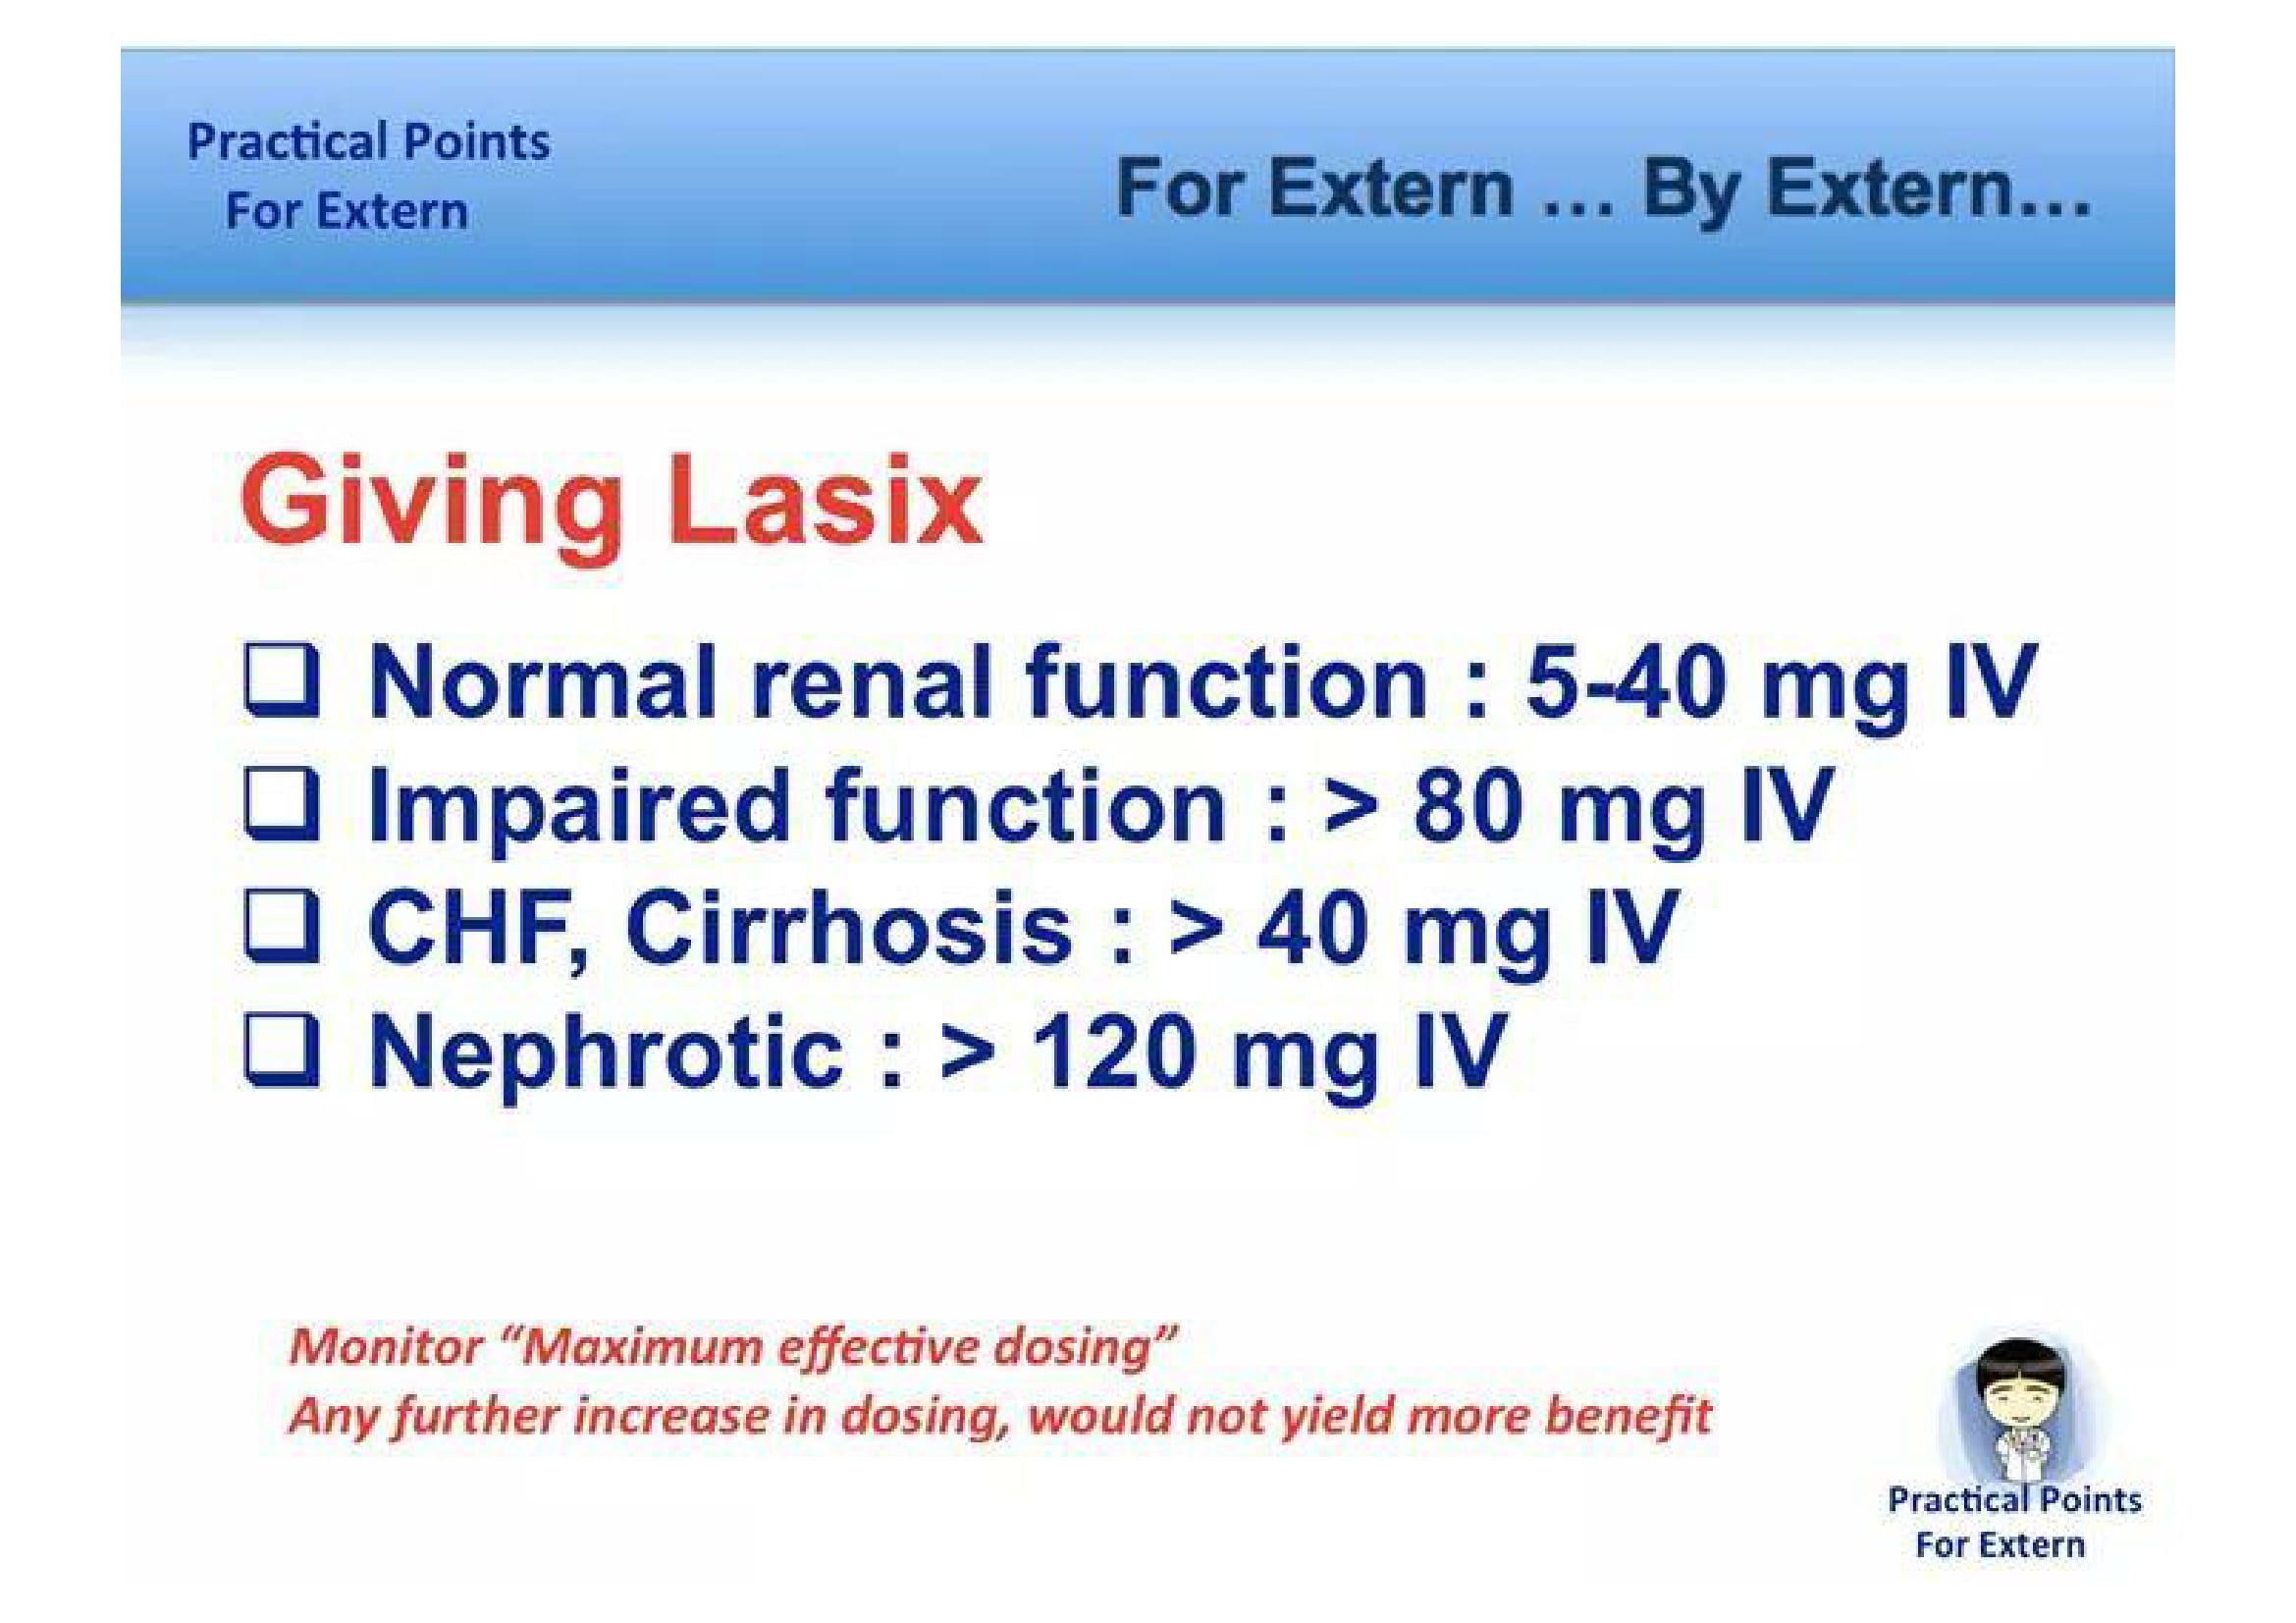 Practical Points
For Extern
For Extern ... By Extern...
Giving Lasix
❑ Normal renal function : 5-40 mg IV
❑ Impaired function : > 80 mg IV
❑ CHF, Cirrhosis : > 40 mg IV
❑ Nephrotic : > 120 mg IV
Monitor “Maximum effective dosing”
Any further increase in dosing, would not yield more benefit
Practical Points
For Extern